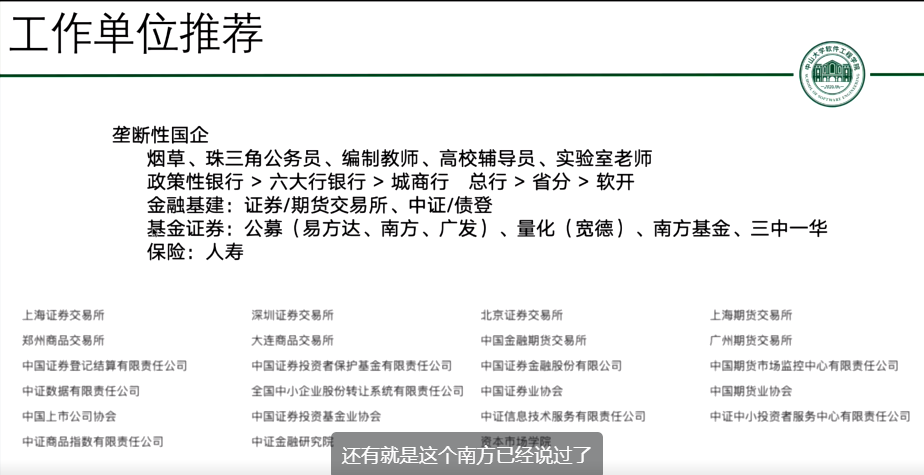 工作单位推荐
中山大学软件工程学院
垄断性国企
烟草、珠三角公务员、编制教师、高校辅导员、实验室老师
政策性银行 > 六大行银行 > 城商行 总行 > 省分 > 软开
金融基建：证券/期货交易所、中证/债登
基金证券：公募（易方达、南方、广发）、量化（宽德）、南方基金、三中一华
保险：人寿
上海证券交易所 深圳证券交易所 北京证券交易所 上海期货交易所
郑州商品交易所 大连商品交易所 中国金融期货交易所 广州期货交易所
中国证券登记结算有限责任公司 中国证券投资者保护基金有限责任公司 中国证券金融股份有限公司 中国期货市场监控中心有限责任公司
中证数据有限责任公司 全国中小企业股份转让系统有限责任公司 中国证券业协会 中国期货业协会
中国上市公司协会 中国证券投资基金业协会 中证信息技术服务有限责任公司 中证中小投资者服务中心有限责任公司
中证商品指数有限责任公司 中证金融研究院 资本市场学院
还有就是这个南方已经说过了